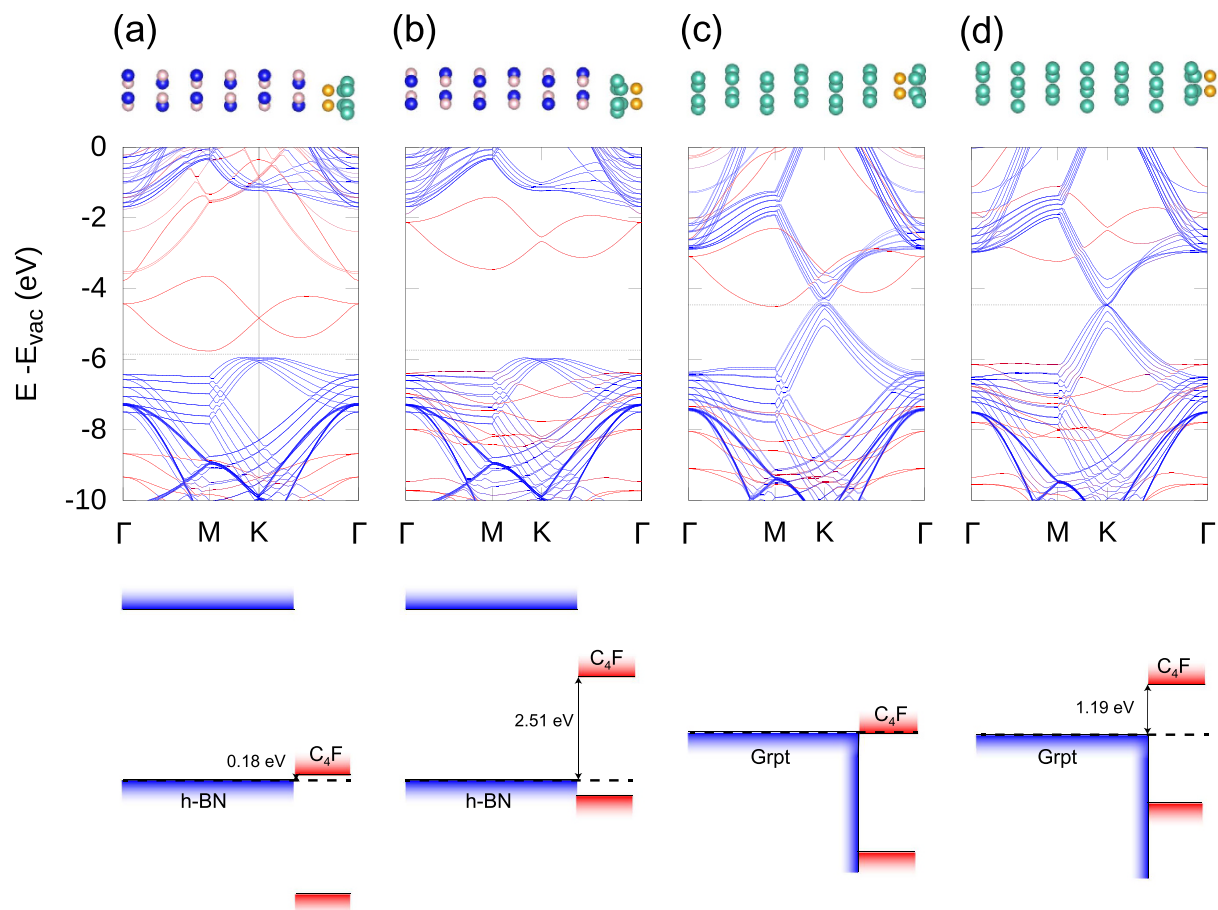 (a) (b) (c) (d)
E -Evac (eV)
0
-2
-4
-6
-8
-10
Γ M K Γ Γ M K Γ Γ M K Γ Γ M K Γ
0.18 eV
C4F
h-BN
C4F
2.51 eV
h-BN
C4F
Grpt
C4F
1.19 eV
Grpt